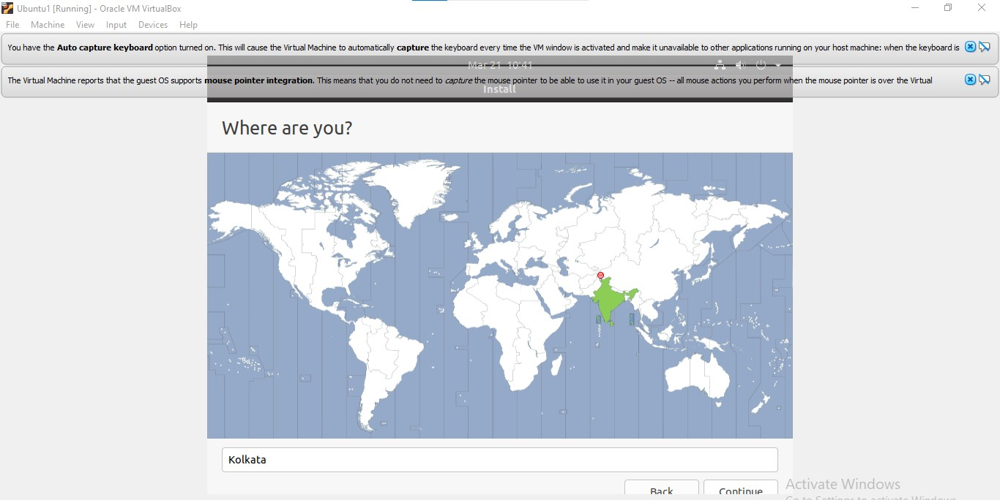 Ubuntu1 [Running] - Oracle VM VirtualBox
File Machine View Input Devices Help
You have the Auto capture keyboard option turned on. This will cause the Virtual Machine to automatically capture the keyboard every time the VM window is activated and make it unavailable to other applications running on your host machine: when the keyboard is
Mar 21 10:41
The Virtual Machine reports that the guest OS supports mouse pointer integration. This means that you do not need to capture the mouse pointer to be able to use it in your guest OS -- all mouse actions you perform when the mouse pointer is over the Virtual
Install
Where are you?
Kolkata
Back Continue
Activate Windows
Go to Settings to activate Windows.